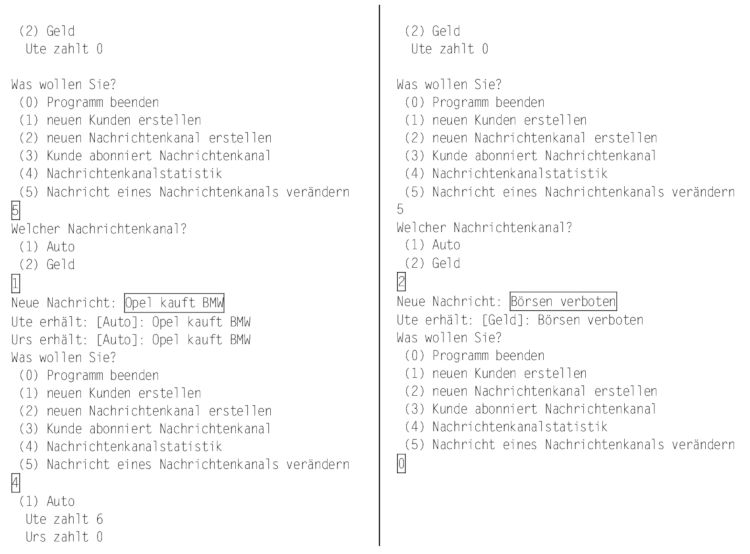 (2) Geld
Ute zahlt 0
Was wollen Sie?
(0) Programm beenden
(1) neuen Kunden erstellen
(2) neuen Nachrichtenkanal erstellen
(3) Kunde abonniert Nachrichtenkanal
(4) Nachrichtenkanalstatistik
(5) Nachricht eines Nachrichtenkanals verändern
5
Welcher Nachrichtenkanal?
(1) Auto
(2) Geld
1
Neue Nachricht: Opel kauft BMW
Ute erhält: [Auto]: Opel kauft BMW
Urs erhält: [Auto]: Opel kauft BMW
Was wollen Sie?
(0) Programm beenden
(1) neuen Kunden erstellen
(2) neuen Nachrichtenkanal erstellen
(3) Kunde abonniert Nachrichtenkanal
(4) Nachrichtenkanalstatistik
(5) Nachricht eines Nachrichtenkanals verändern
4
(1) Auto
Ute zahlt 6
Urs zahlt 0
(2) Geld
Ute zahlt 0
Was wollen Sie?
(0) Programm beenden
(1) neuen Kunden erstellen
(2) neuen Nachrichtenkanal erstellen
(3) Kunde abonniert Nachrichtenkanal
(4) Nachrichtenkanalstatistik
(5) Nachricht eines Nachrichtenkanals verändern
5
Welcher Nachrichtenkanal?
(1) Auto
(2) Geld
2
Neue Nachricht: Börsen verboten
Ute erhält: [Geld]: Börsen verboten
Was wollen Sie?
(0) Programm beenden
(1) neuen Kunden erstellen
(2) neuen Nachrichtenkanal erstellen
(3) Kunde abonniert Nachrichtenkanal
(4) Nachrichtenkanalstatistik
(5) Nachricht eines Nachrichtenkanals verändern
0